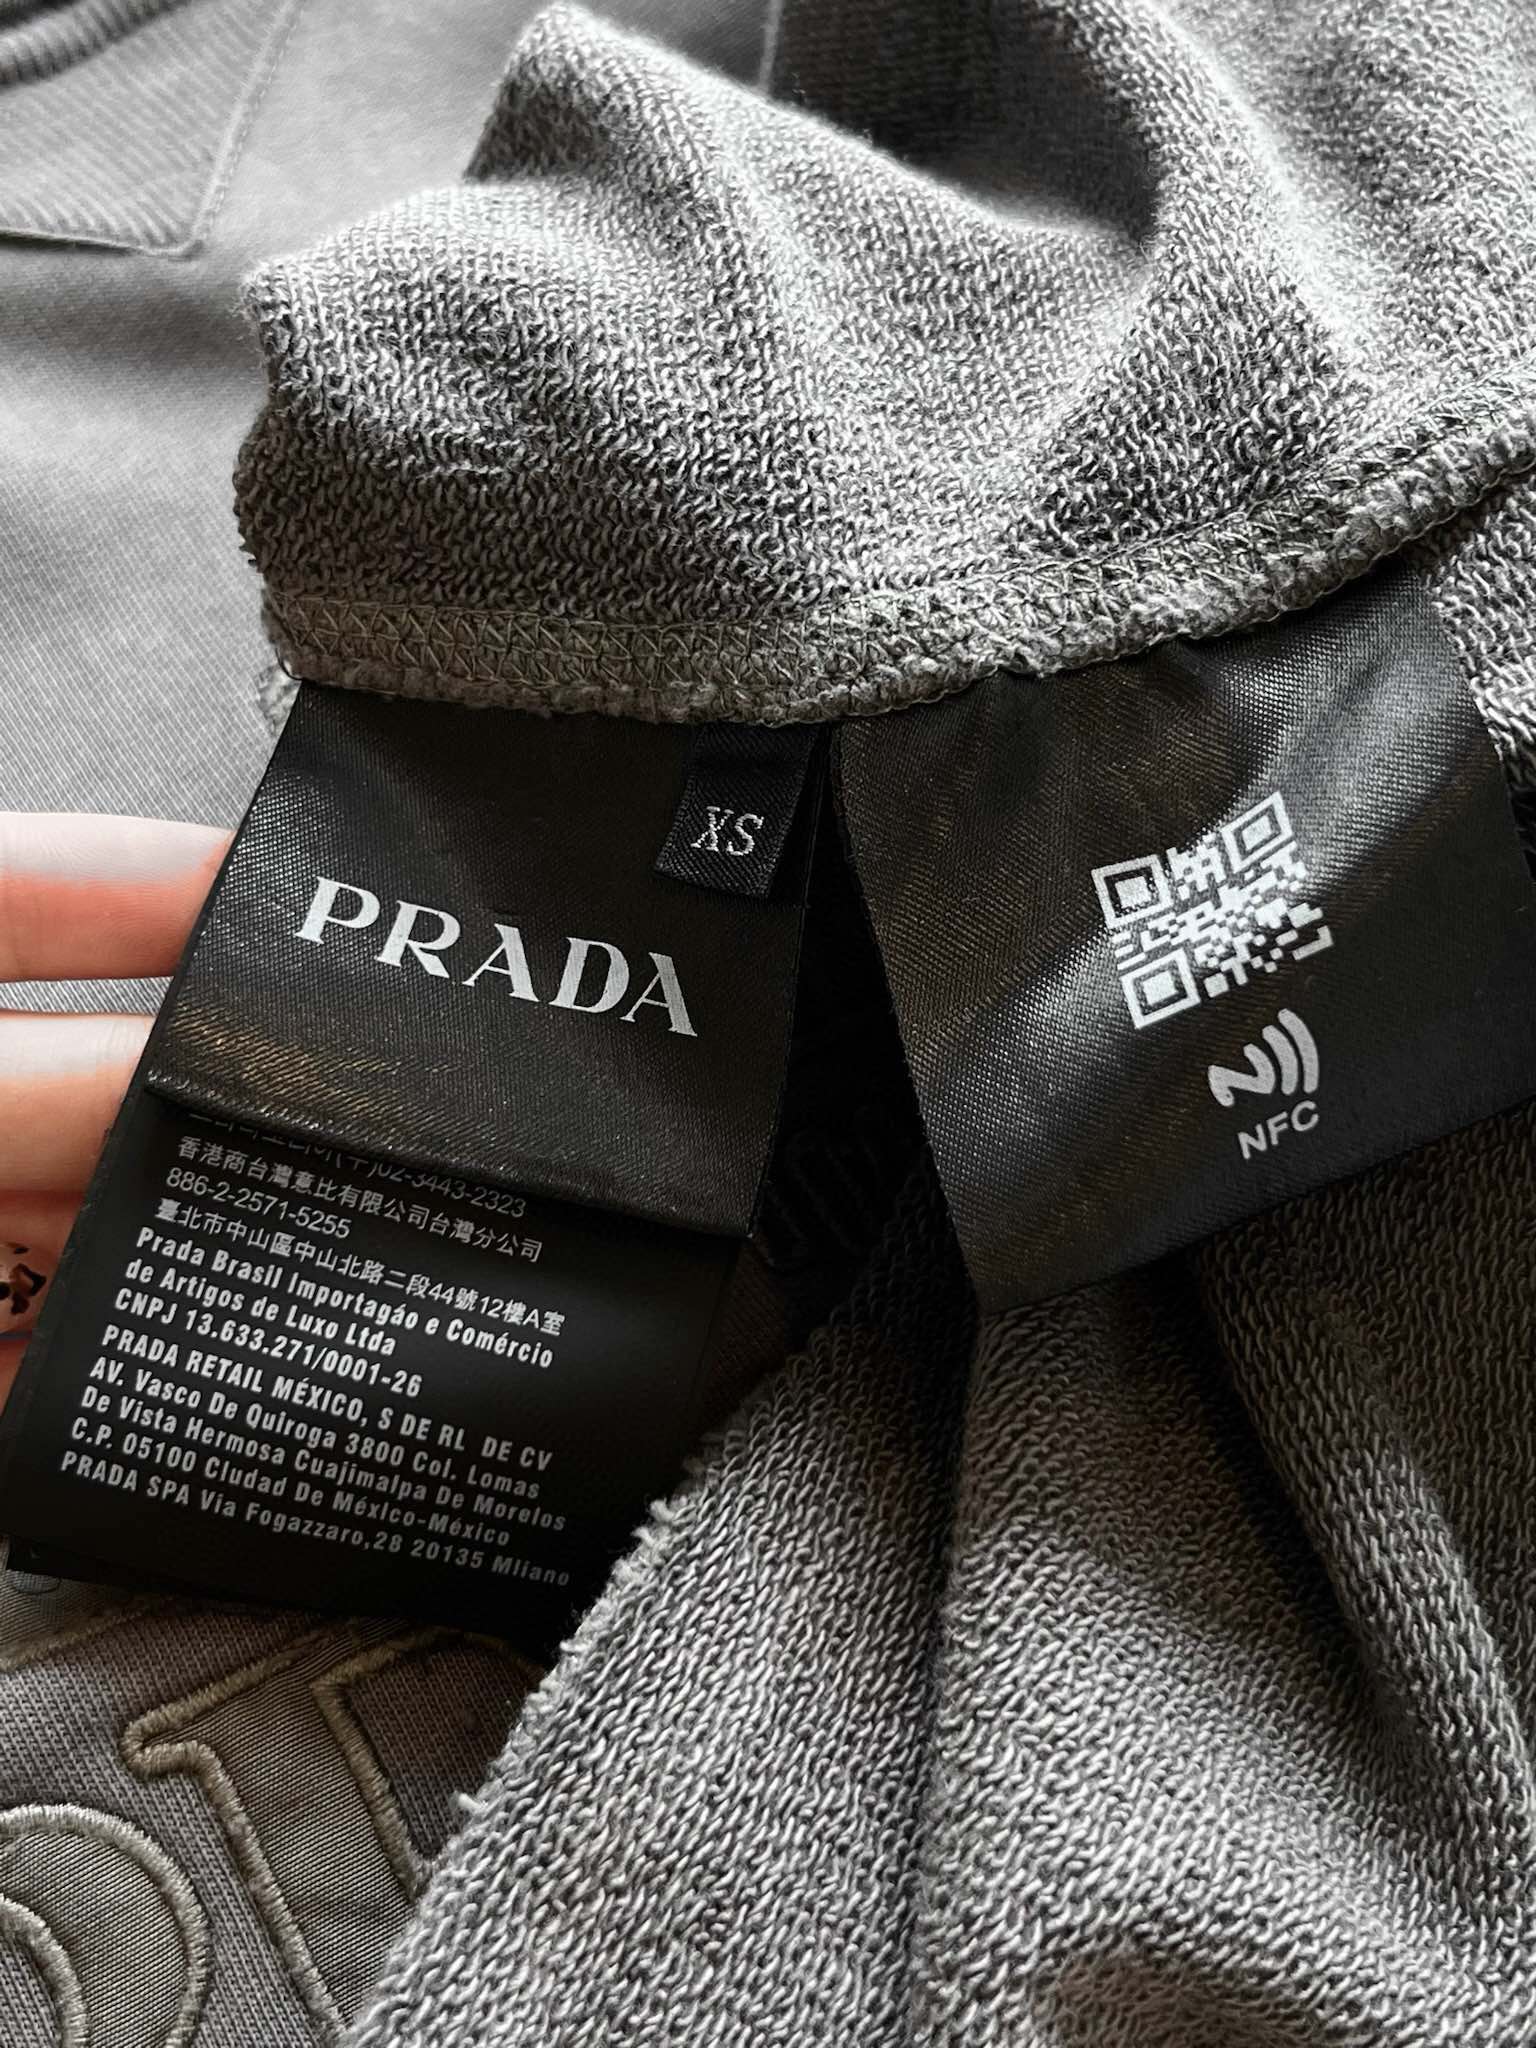 XS
PRADA
02-3443-2323
香港商台灣意比有限公司台灣分公司
886-2-2571-5255
臺北市中山區中山北路二段44號12樓A室
Prada Brasil Importagáo e Comércio
de Artigos de Luxo Ltda
CNPJ 13.633.271/0001-26
PRADA RETAIL MÉXICO, S DE RL DE CV
AV. Vasco De Quiroga 3800 Col. Lomas
De Vista Hermosa Cuajimalpa De Morelos
C.P. 05100 Cludad De México-México
PRADA SPA Via Fogazzaro,28 20135 Mliano
NFC